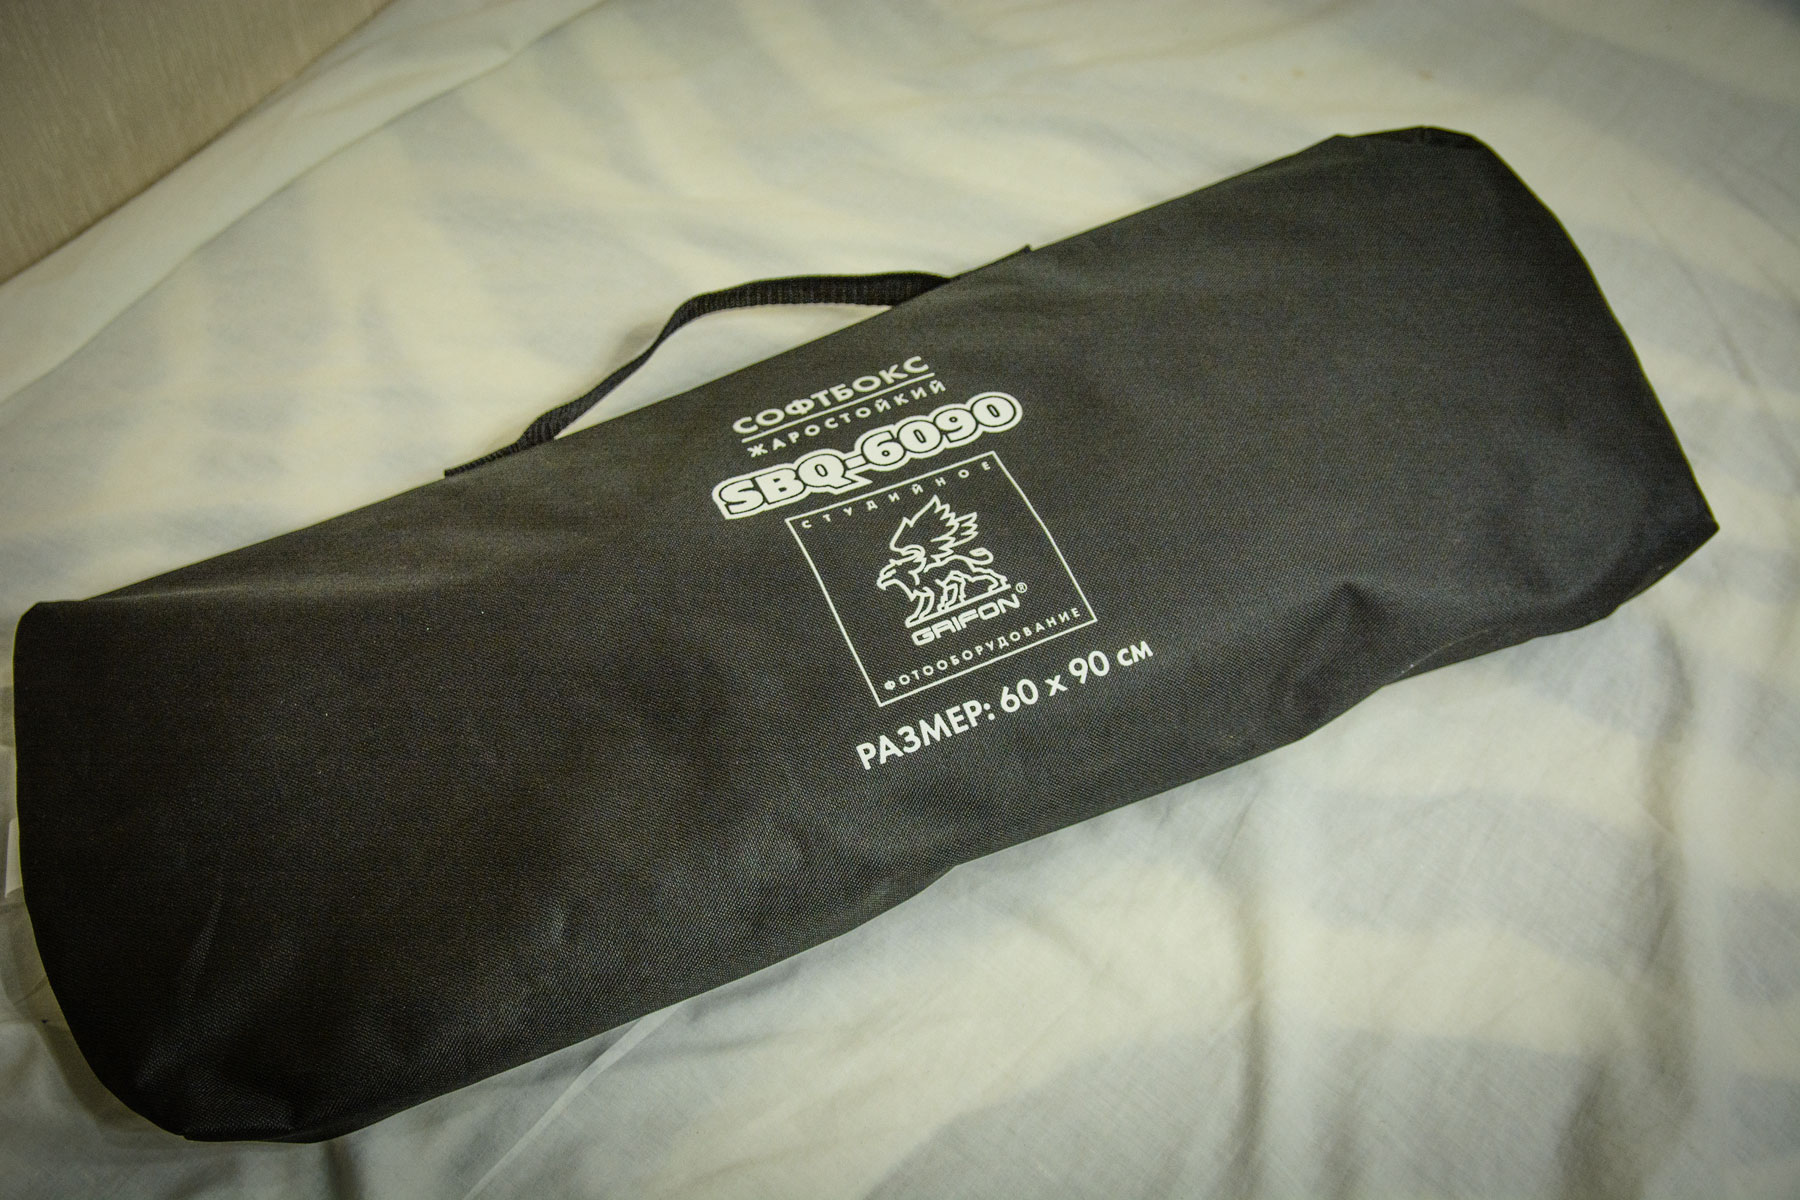 СОФТБОКС
ЖАРОСТОЙКИЙ
SBQ-6090
СТУДИЙНОЕ
GRIFON®
ФОТООБОРУДОВАНИЕ
РАЗМЕР: 60 х 90 см